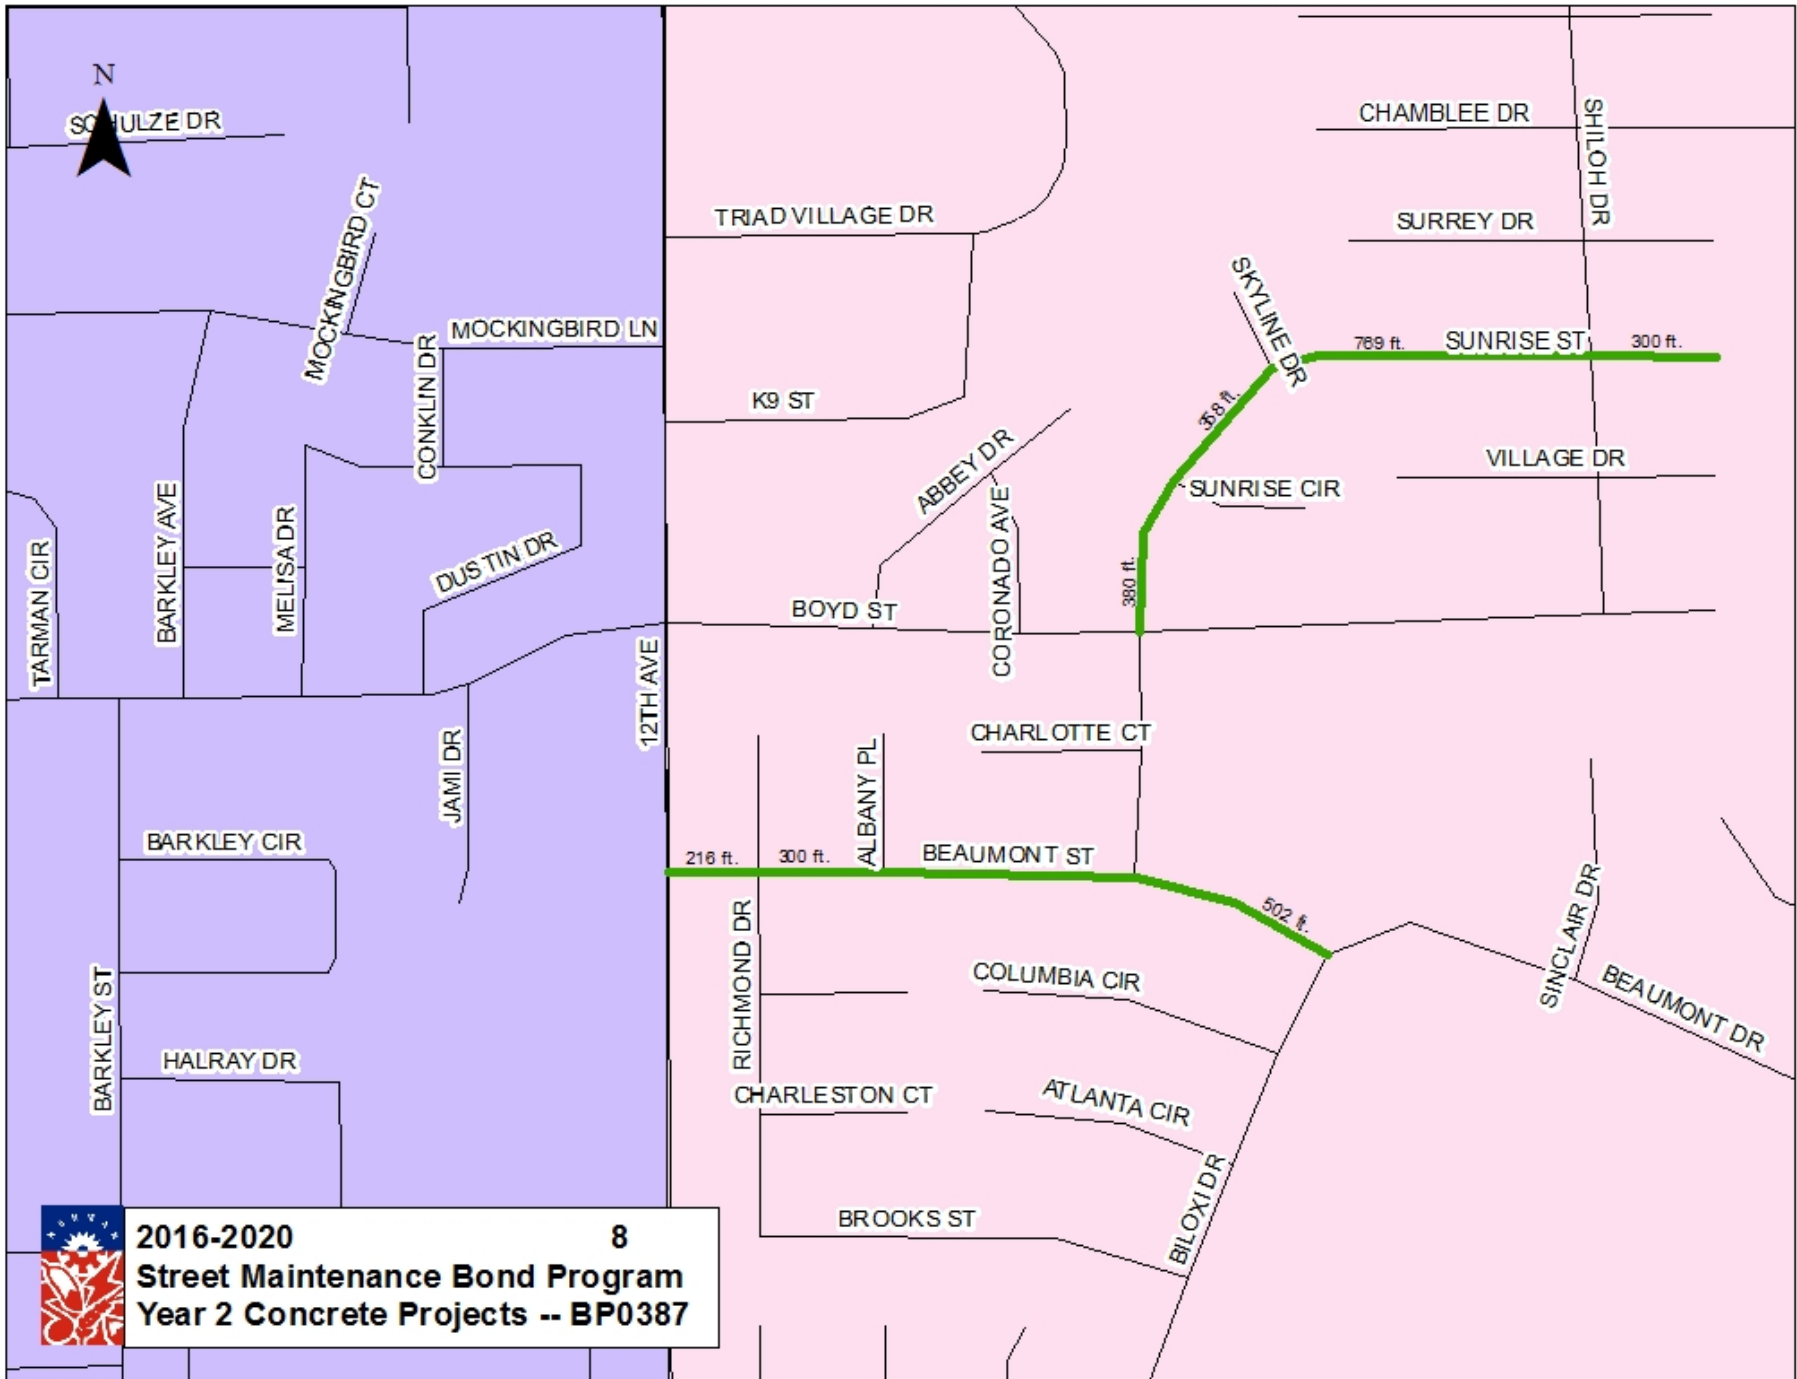 N
SCHULZE DR
CHAMBLEE DR
SHILOH DR
MOCKINGBIRD CT
TRIAD VILLAGE DR
SURREY DR
SKYLINE DR
MOCKINGBIRD LN
769 ft.
SUNRISE ST
300 ft.
CONKLIN DR
K9 ST
358 ft.
ABBEY DR
VILLAGE DR
SUNRISE CIR
BARKLEY AVE
MELISA DR
TARMAN CIR
DUSTIN DR
CORONADO AVE
380 ft.
BOYD ST
12TH AVE
JAMI DR
CHARLOTTE CT
ALBANY PL
BARKLEY CIR
216 ft.
300 ft.
BEAUMONT ST
502 ft.
SINCLAIR DR
RICHMOND DR
COLUMBIA CIR
BEAUMONT DR
BARKLEY ST
HALRAY DR
CHARLESTON CT
ATLANTA CIR
BILOXI DR
BROOKS ST
2016-2020 8
Street Maintenance Bond Program
Year 2 Concrete Projects -- BP0387